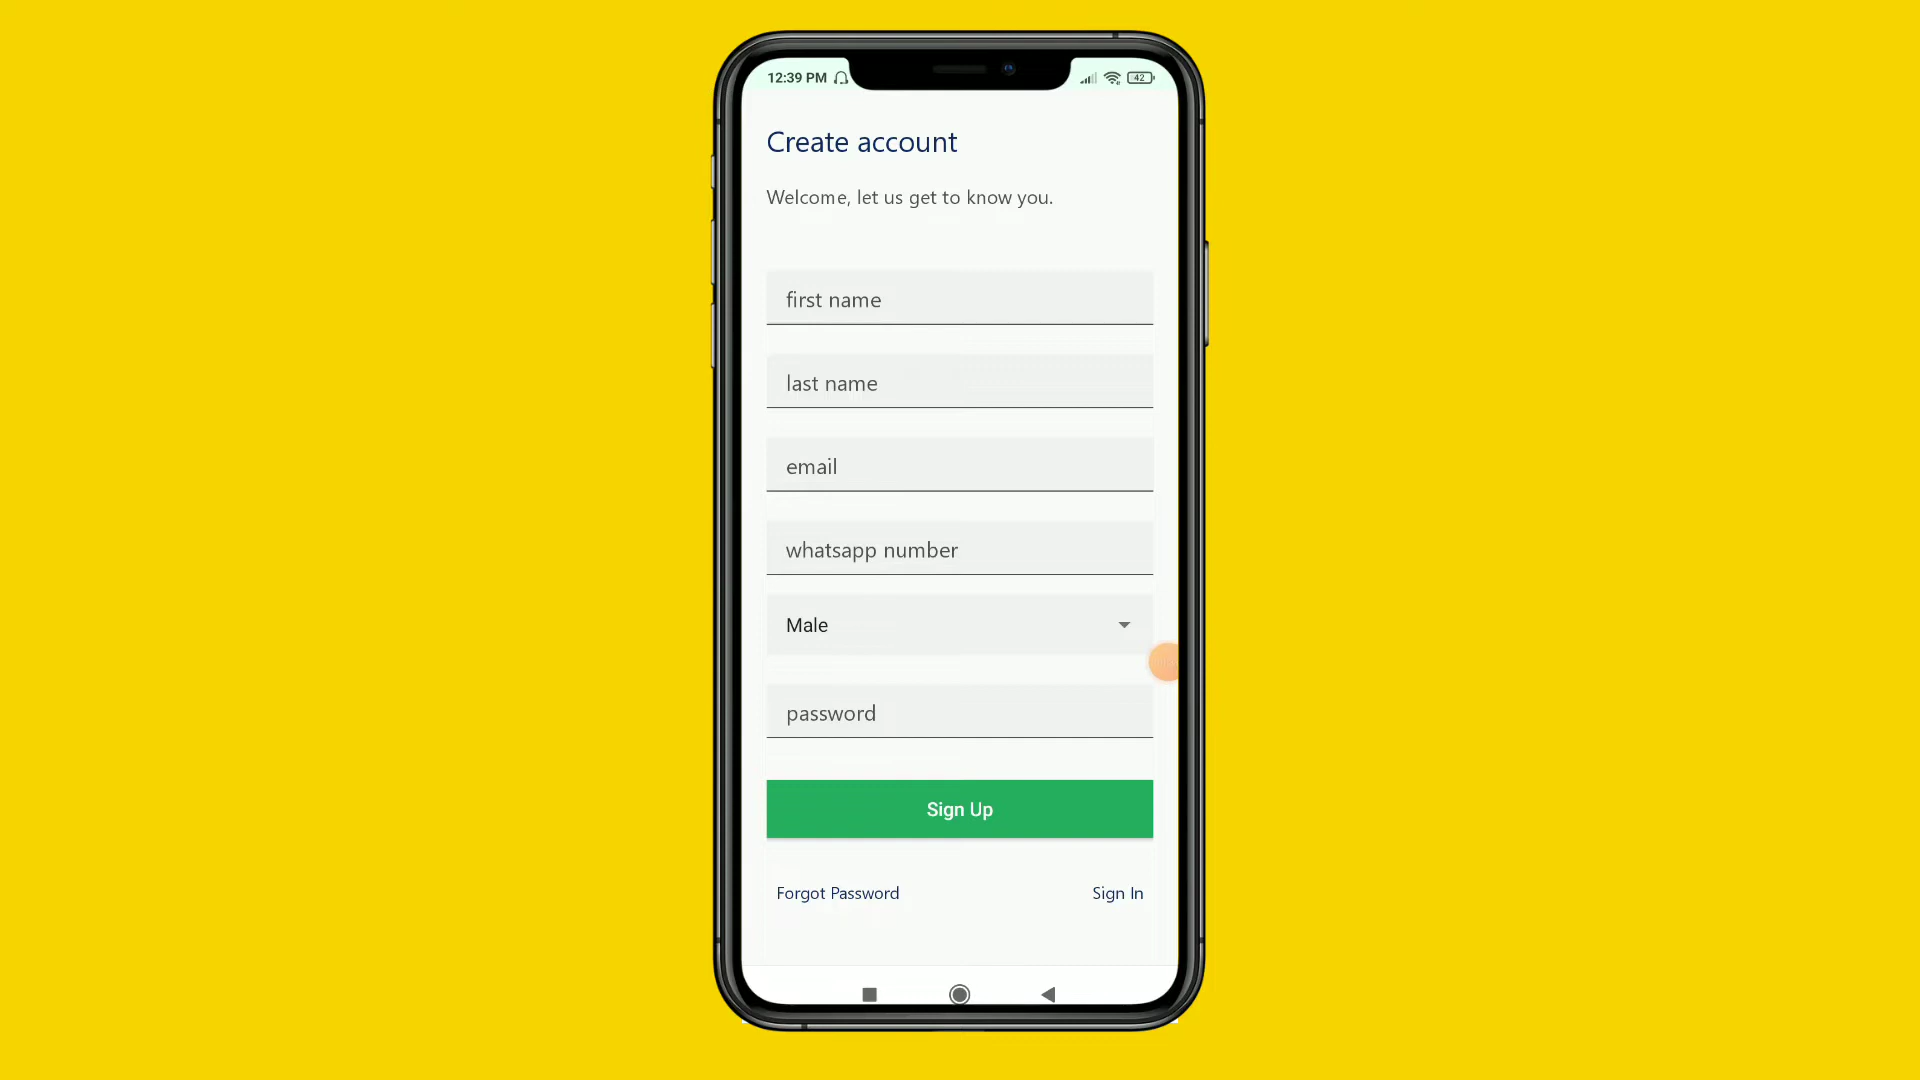 12:39 PM 42
Create account
Welcome, let us get to know you.
first name
last name
email
whatsapp number
Male
password
Sign Up
Forgot Password Sign In